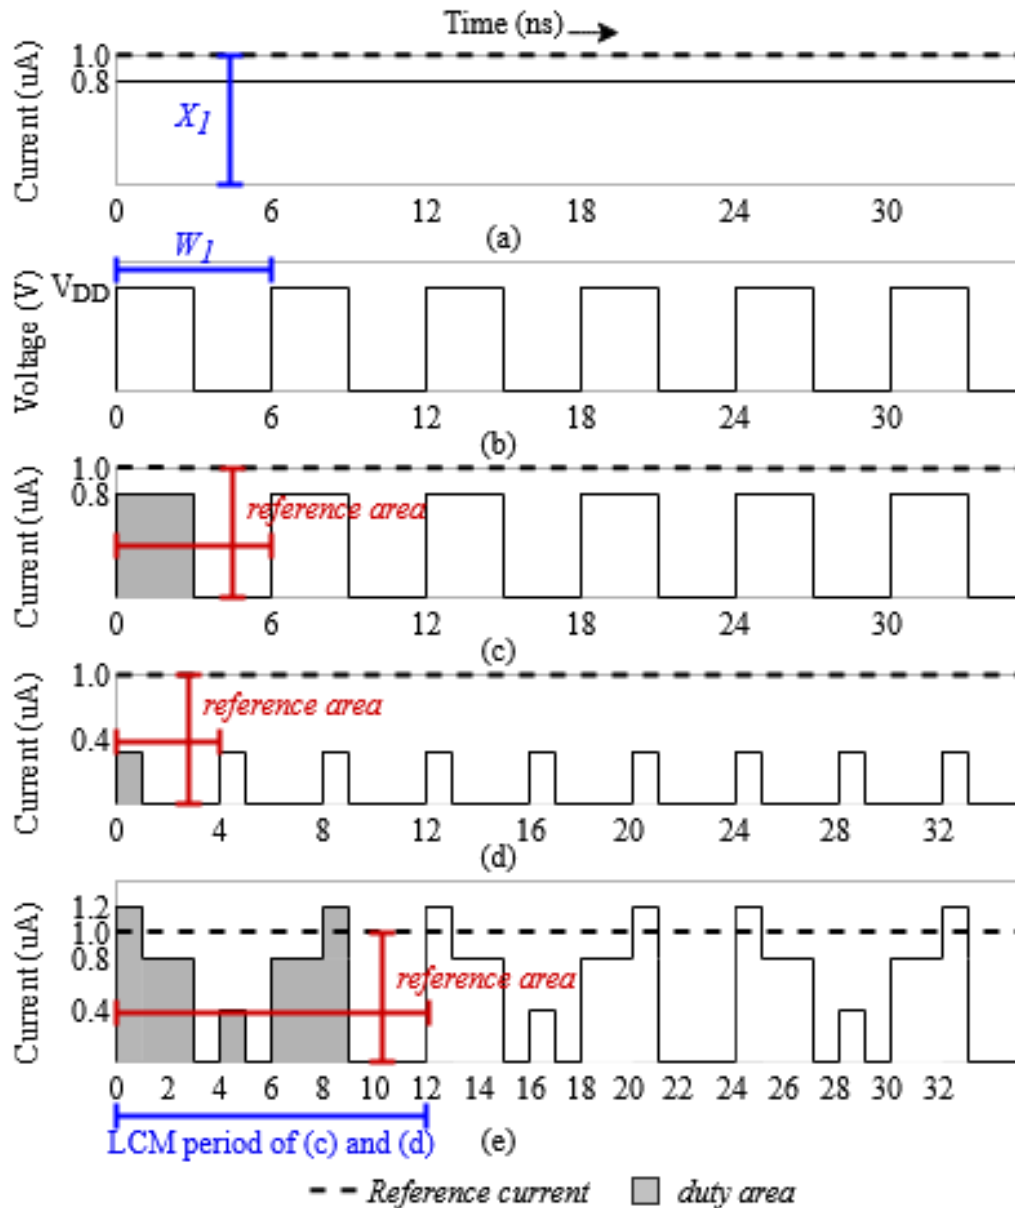 Time (ns)
Current (uA)
1.0
0.8
X1
0 6 12 18 24 30
(a)
W1
Voltage (V)
VDD
0 6 12 18 24 30
(b)
Current (uA)
1.0
0.8
reference area
0 6 12 18 24 30
(c)
Current (uA)
1.0
reference area
0.4
0 4 8 12 16 20 24 28 32
(d)
Current (uA)
1.2
1.0
0.8
reference area
0.4
0 2 4 6 8 10 12 14 16 18 20 22 24 26 28 30 32
LCM period of (c) and (d)
(e)
Reference current duty area